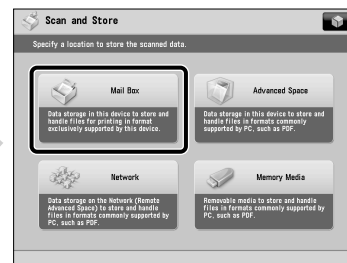 Scan and Store
Specify a location to store the scanned data.
Mail Box
Data storage in this device to store and
handle files for printing in format
exclusively supported by this device.
Advanced Space
Data storage in this device to store and
handle files in formats commonly
supported by PC, such as PDF.
Network
Data storage on the Network (Remote
Advanced Space) to store and handle
files in formats commonly supported by
PC, such as PDF.
Memory Media
Removable media to store and handle
files in formats commonly supported by
PC, such as PDF.